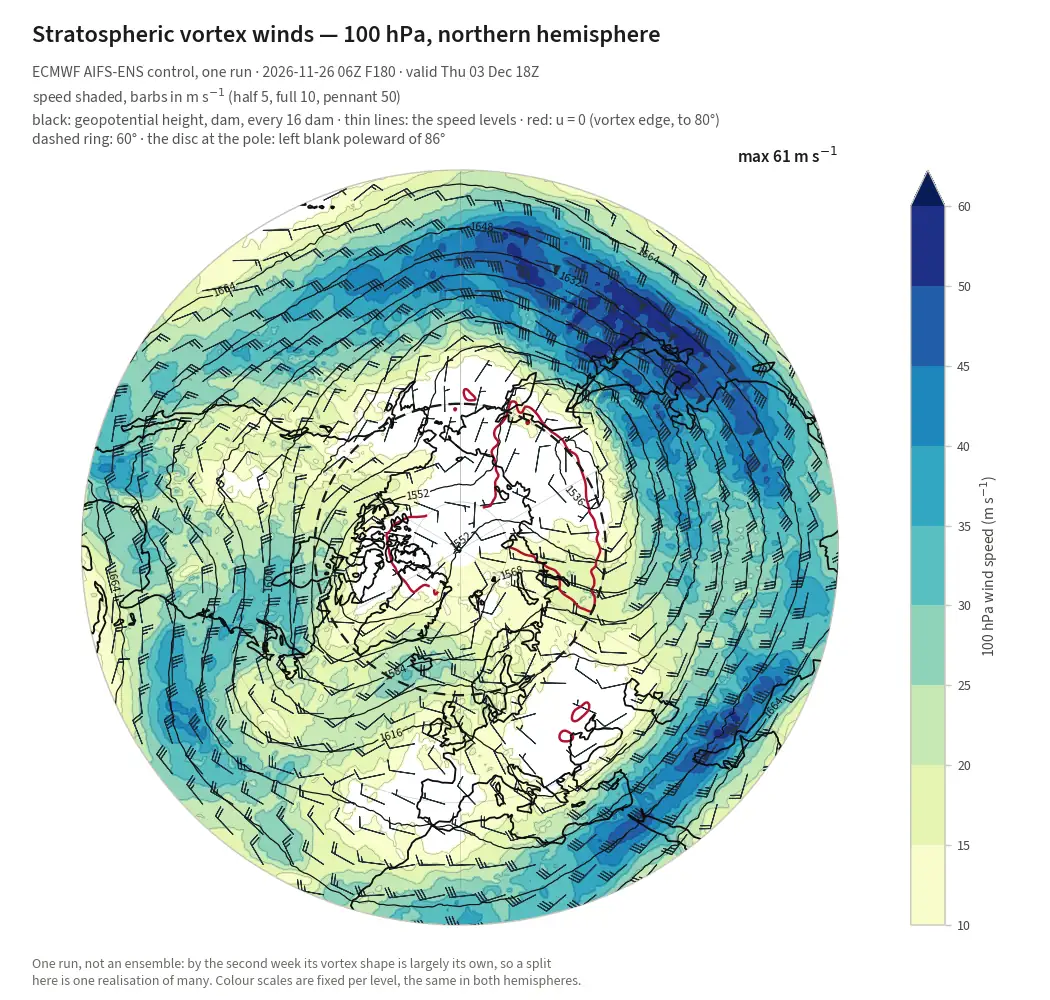 Stratospheric vortex winds — 100 hPa, northern hemisphere
ECMWF AIFS-ENS control, one run · 2026-11-26 06Z F180 · valid Thu 03 Dec 18Z
speed shaded, barbs in m s⁻¹ (half 5, full 10, pennant 50)
black: geopotential height, dam, every 16 dam · thin lines: the speed levels · red: u = 0 (vortex edge, to 80°)
dashed ring: 60° · the disc at the pole: left blank poleward of 86°
max 61 m s⁻¹
60
50
45
40
35
30
25
20
15
10
100 hPa wind speed (m s⁻¹)
1648
1664
1632
1664
1552
1536
1552
1568
1664
1600
1584
1664
1616
One run, not an ensemble: by the second week its vortex shape is largely its own, so a split
here is one realisation of many. Colour scales are fixed per level, the same in both hemispheres.